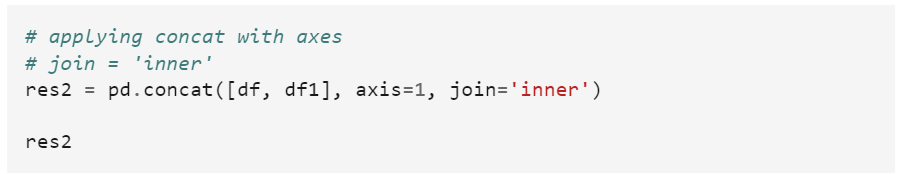 # applying concat with axes
# join = 'inner'
res2 = pd.concat([df, df1], axis=1, join='inner')
res2